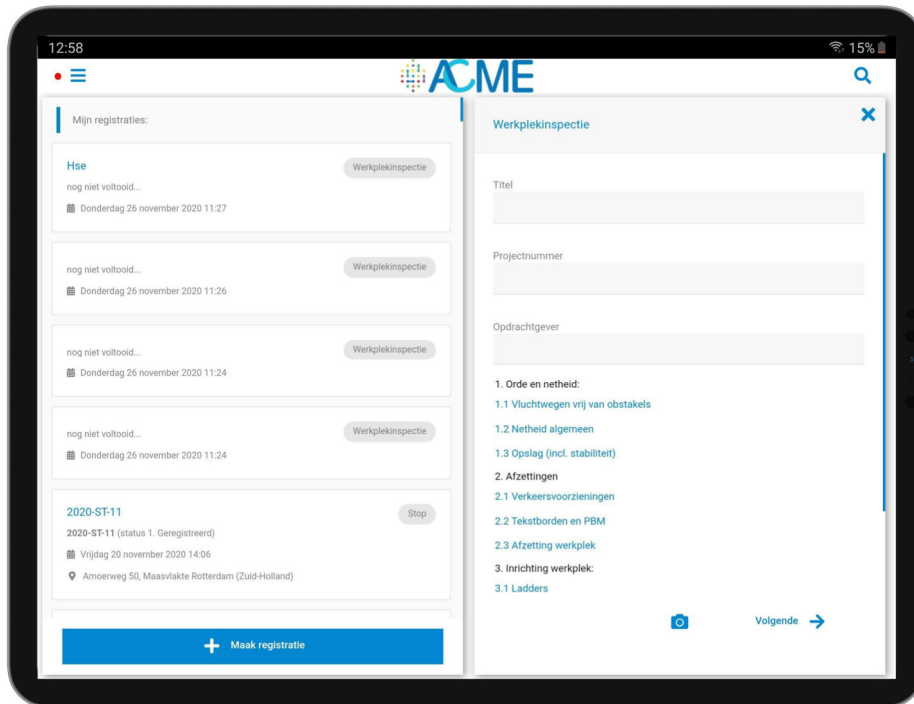 12:58
15%
ACME
Mijn registraties:
Hse
Werkplekinspectie
nog niet voltooid...
Donderdag 26 november 2020 11:27
Werkplekinspectie
nog niet voltooid...
Donderdag 26 november 2020 11:26
Werkplekinspectie
nog niet voltooid...
Donderdag 26 november 2020 11:24
Werkplekinspectie
nog niet voltooid...
Donderdag 26 november 2020 11:24
2020-ST-11
Stop
2020-ST-11 (status 1. Geregistreerd)
Vrijdag 20 november 2020 14:06
Amoerweg 50, Maasvlakte Rotterdam (Zuid-Holland)
Maak registratie
Werkplekinspectie
Titel
Projectnummer
Opdrachtgever
1. Orde en netheid:
1.1 Vluchtwegen vrij van obstakels
1.2 Netheid algemeen
1.3 Opslag (incl. stabiliteit)
2. Afzettingen
2.1 Verkeersvoorzieningen
2.2 Tekstborden en PBM
2.3 Afzetting werkplek
3. Inrichting werkplek:
3.1 Ladders
Volgende